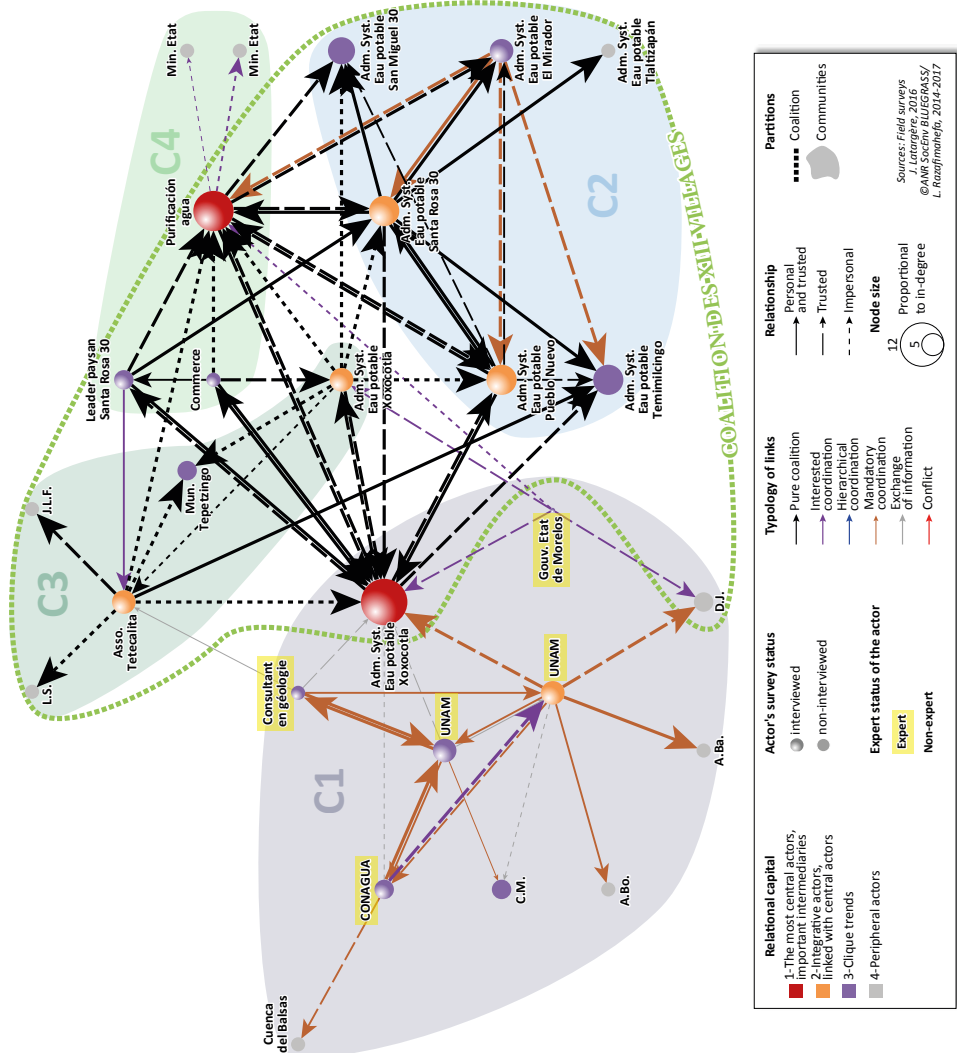 Min. Etat
Min. Etat
C4
Purification
agua
Adm. Syst.
Eau potable
San Miguel 30
Adm. Syst.
Eau potable
El Mirador
Adm. Syst.
Eau potable
Tlaltizapán
Adm. Syst.
Eau potable
Santa Rosa 30
C2
Leader paysan
Santa Rosa 30
Commerce
Adm. Syst.
Eau potable
Xoxocotla
Adm. Syst.
Eau potable
Pueblo Nuevo
Adm. Syst.
Eau potable
Temimilcingo
COALITION DES XIII VILLAGES
J.L.F.
Mun.
Tepetzingo
C3
L.S.
Asso.
Tetecalita
Gouv. Etat
de Morelos
Adm. Syst.
Eau potable
Xoxocotla
D.J.
Consultant
en géologie
UNAM
UNAM
C1
A.Ba.
CONAGUA
C.M.
A.Bo.
Cuenca
del Balsas
Relational capital
1-The most central actors,
important intermediaries
2-Integrative actors,
linked with central actors
3-Clique trends
4-Peripheral actors
Actor's survey status
interviewed
non-interviewed
Expert status of the actor
Expert
Non-expert
Typology of links
Pure coalition
Interested
coordination
Hierarchical
coordination
Mandatory
coordination
Exchange
of information
Conflict
Relationship
Personal
and trusted
Trusted
Impersonal
Node size
12
5
Proportional
to in-degree
Partitions
Coalition
Communities
Sources: Field surveys
J. Latargère, 2016
©ANR SocEnv BLUEGRASS/
L. Razafimahefa, 2014-2017